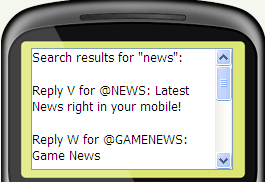 Search results for "news":
Reply V for @NEWS: Latest
News right in your mobile!
Reply W for @GAMENEWS:
Game News